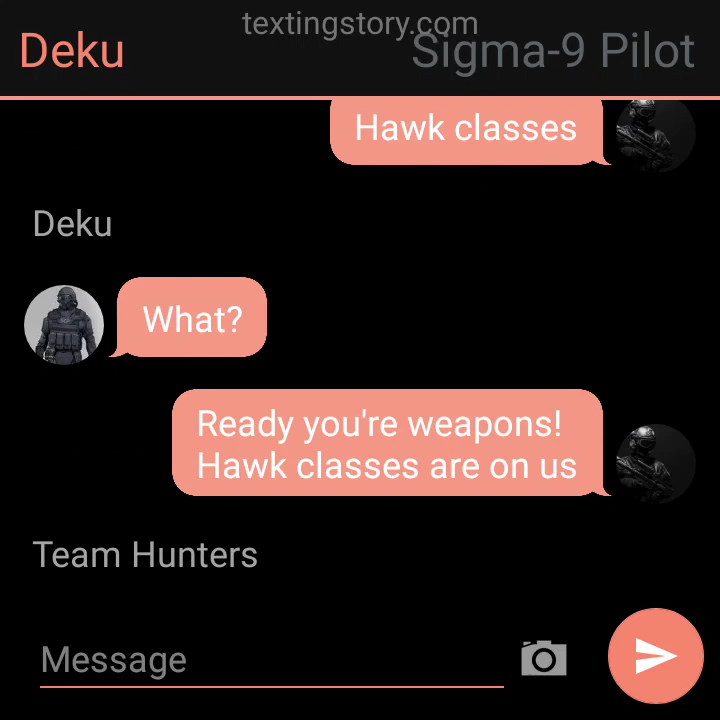 textingstory.com
Deku
Sigma-9 Pilot
Hawk classes
Deku
What?
Ready you're weapons!
Hawk classes are on us
Team Hunters
Message